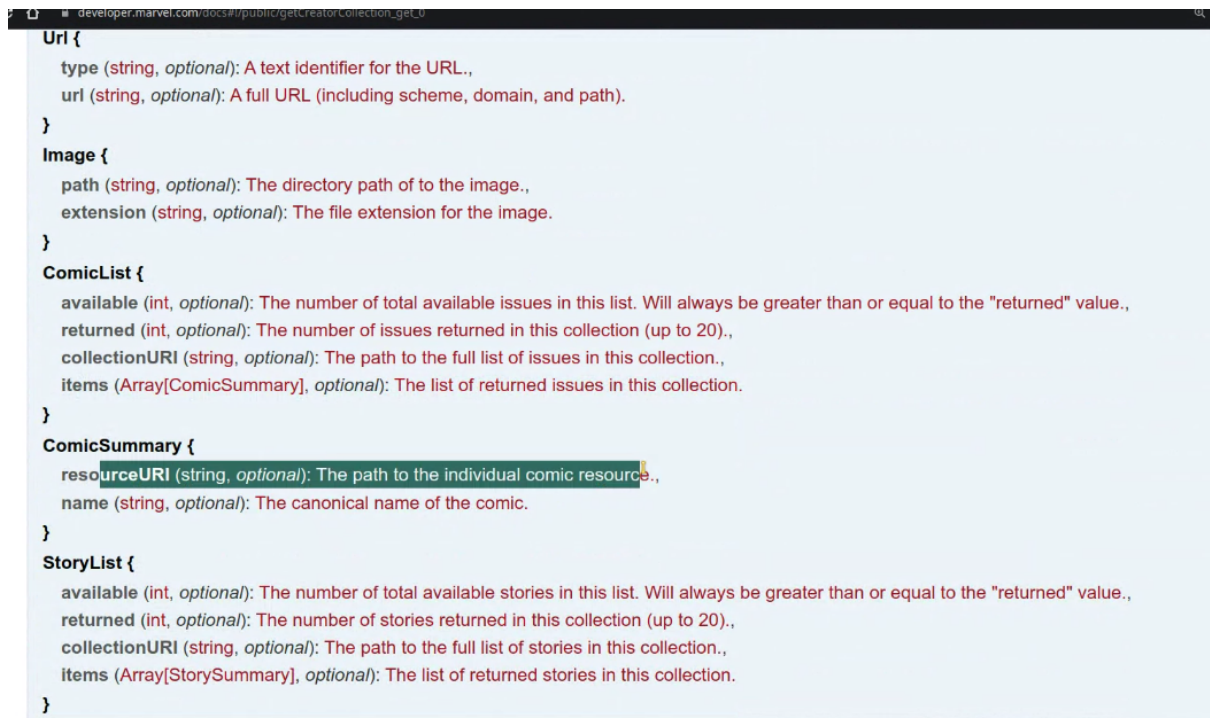 developer.marvel.com/docs#!/public/getCreatorCollection_get_0
Url {
type (string, optional): A text identifier for the URL.,
url (string, optional): A full URL (including scheme, domain, and path).
}
Image {
path (string, optional): The directory path of to the image.,
extension (string, optional): The file extension for the image.
}
ComicList {
available (int, optional): The number of total available issues in this list. Will always be greater than or equal to the "returned" value.,
returned (int, optional): The number of issues returned in this collection (up to 20).,
collectionURI (string, optional): The path to the full list of issues in this collection.,
items (Array[ComicSummary], optional): The list of returned issues in this collection.
}
ComicSummary {
resourceURI (string, optional): The path to the individual comic resource.,
name (string, optional): The canonical name of the comic.
}
StoryList {
available (int, optional): The number of total available stories in this list. Will always be greater than or equal to the "returned" value.,
returned (int, optional): The number of stories returned in this collection (up to 20).,
collectionURI (string, optional): The path to the full list of stories in this collection.,
items (Array[StorySummary], optional): The list of returned stories in this collection.
}